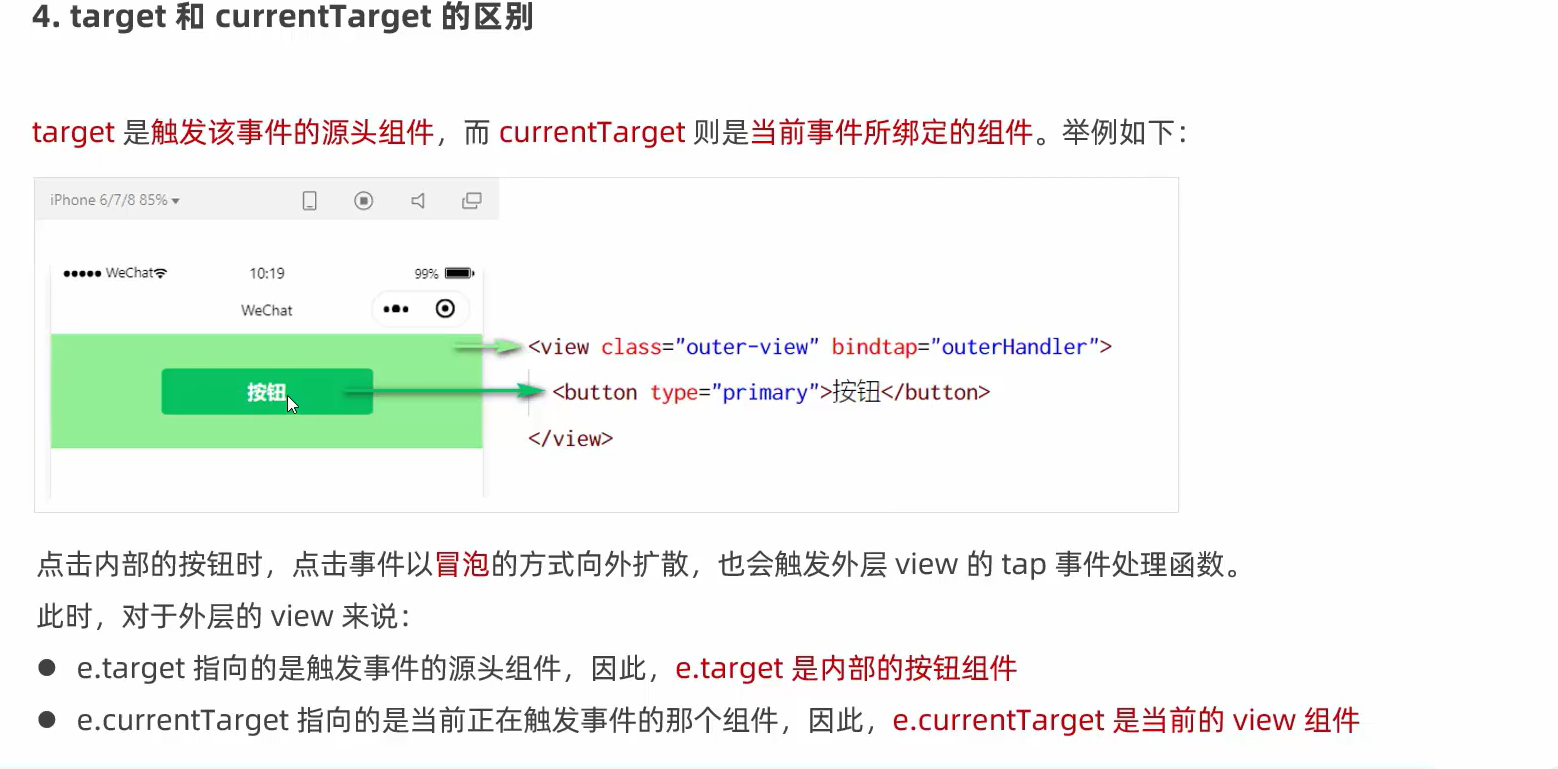 4. target 和 currentTarget 的区别
target 是触发该事件的源头组件，而 currentTarget 则是当前事件所绑定的组件。举例如下：
iPhone 6/7/8 85%
WeChat 10:19 99%
WeChat
按钮
<view class="outer-view" bindtap="outerHandler">
<button type="primary">按钮</button>
</view>
点击内部的按钮时，点击事件以冒泡的方式向外扩散，也会触发外层 view 的 tap 事件处理函数。
此时，对于外层的 view 来说：
● e.target 指向的是触发事件的源头组件，因此，e.target 是内部的按钮组件
● e.currentTarget 指向的是当前正在触发事件的那个组件，因此，e.currentTarget 是当前的 view 组件